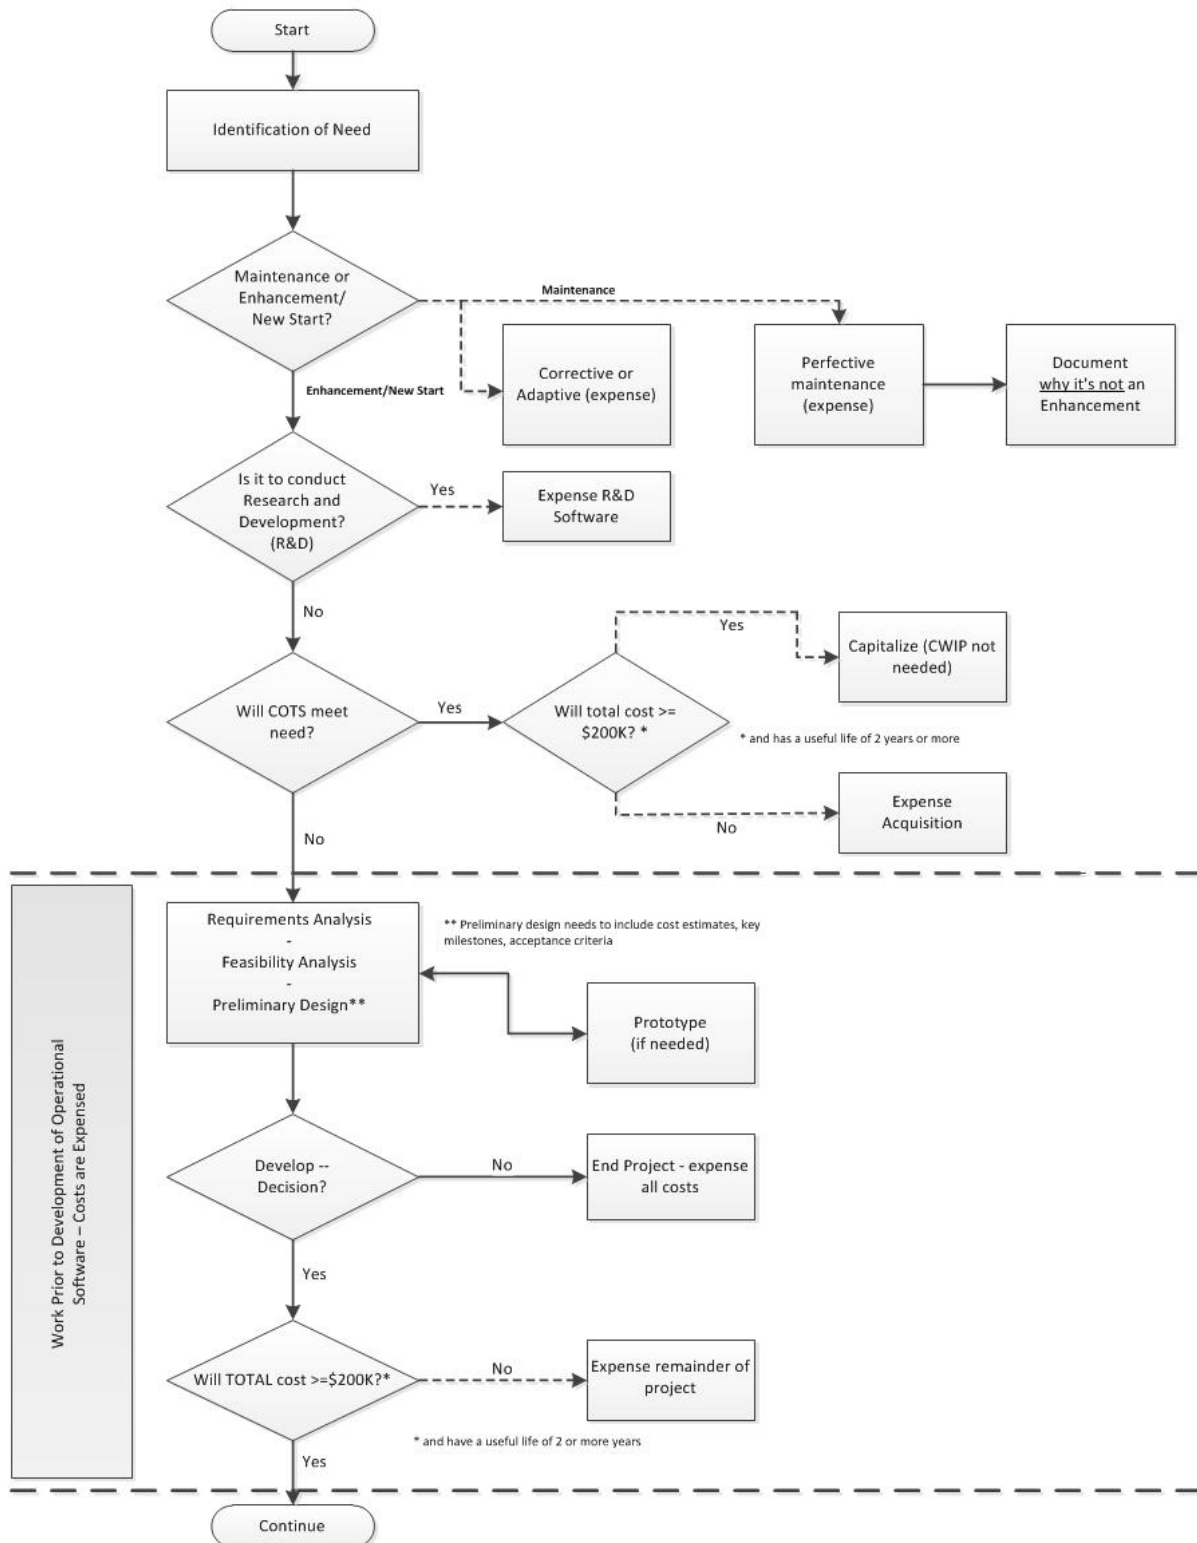 Start
Identification of Need
Maintenance or
Enhancement/
New Start?
Maintenance
Enhancement/New Start
Corrective or
Adaptive (expense)
Perfective
maintenance
(expense)
Document
why it's not an
Enhancement
Is it to conduct
Research and
Development?
(R&D)
Yes
Expense R&D
Software
No
Will COTS meet
need?
Yes
Will total cost >=
$200K? *
Yes
Capitalize (CWIP not
needed)
* and has a useful life of 2 years or more
No
Expense
Acquisition
No
Work Prior to Development of Operational
Software – Costs are Expensed
Requirements Analysis
-
Feasibility Analysis
-
Preliminary Design**
** Preliminary design needs to include cost estimates, key
milestones, acceptance criteria
Prototype
(if needed)
Develop --
Decision?
No
End Project - expense
all costs
Yes
Will TOTAL cost >=$200K?*
No
Expense remainder of
project
* and have a useful life of 2 or more years
Yes
Continue